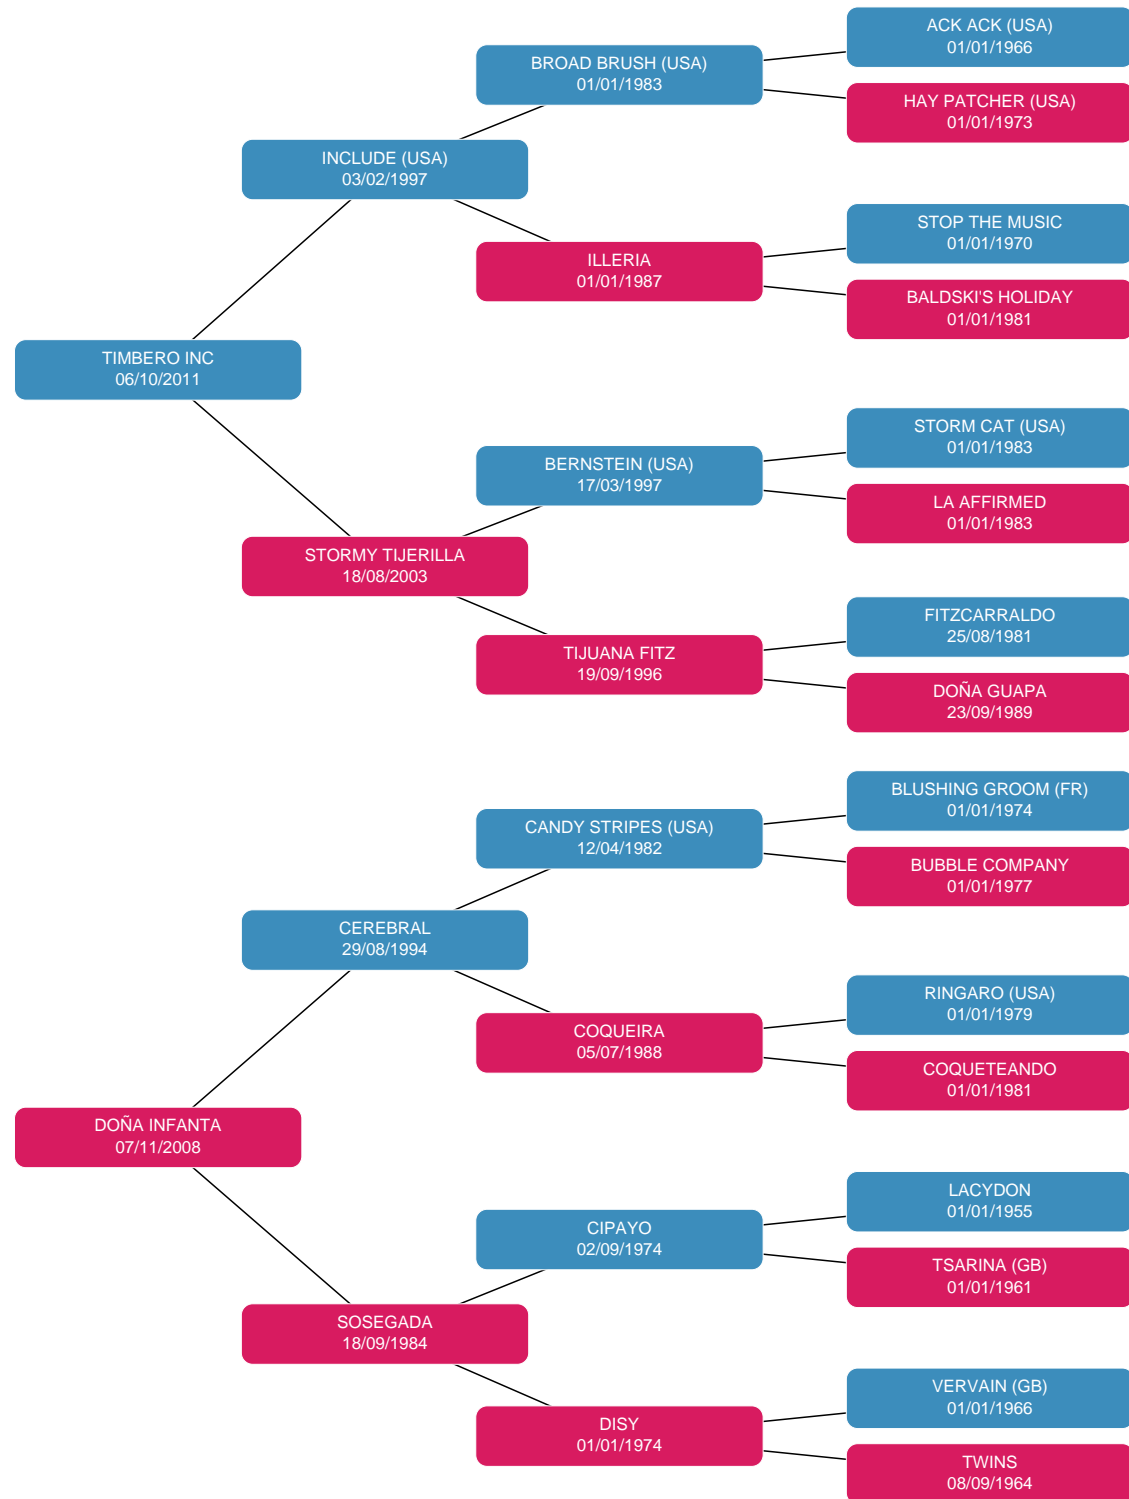 ACK ACK (USA)
01/01/1966
BROAD BRUSH (USA)
01/01/1983
HAY PATCHER (USA)
01/01/1973
INCLUDE (USA)
03/02/1997
STOP THE MUSIC
01/01/1970
ILLERIA
01/01/1987
BALDSKI'S HOLIDAY
01/01/1981
TIMBERO INC
06/10/2011
STORM CAT (USA)
01/01/1983
BERNSTEIN (USA)
17/03/1997
LA AFFIRMED
01/01/1983
STORMY TIJERILLA
18/08/2003
FITZCARRALDO
25/08/1981
TIJUANA FITZ
19/09/1996
DOÑA GUAPA
23/09/1989
BLUSHING GROOM (FR)
01/01/1974
CANDY STRIPES (USA)
12/04/1982
BUBBLE COMPANY
01/01/1977
CEREBRAL
29/08/1994
RINGARO (USA)
01/01/1979
COQUEIRA
05/07/1988
COQUETEANDO
01/01/1981
DOÑA INFANTA
07/11/2008
LACYDON
01/01/1955
CIPAYO
02/09/1974
TSARINA (GB)
01/01/1961
SOSEGADA
18/09/1984
VERVAIN (GB)
01/01/1966
DISY
01/01/1974
TWINS
08/09/1964